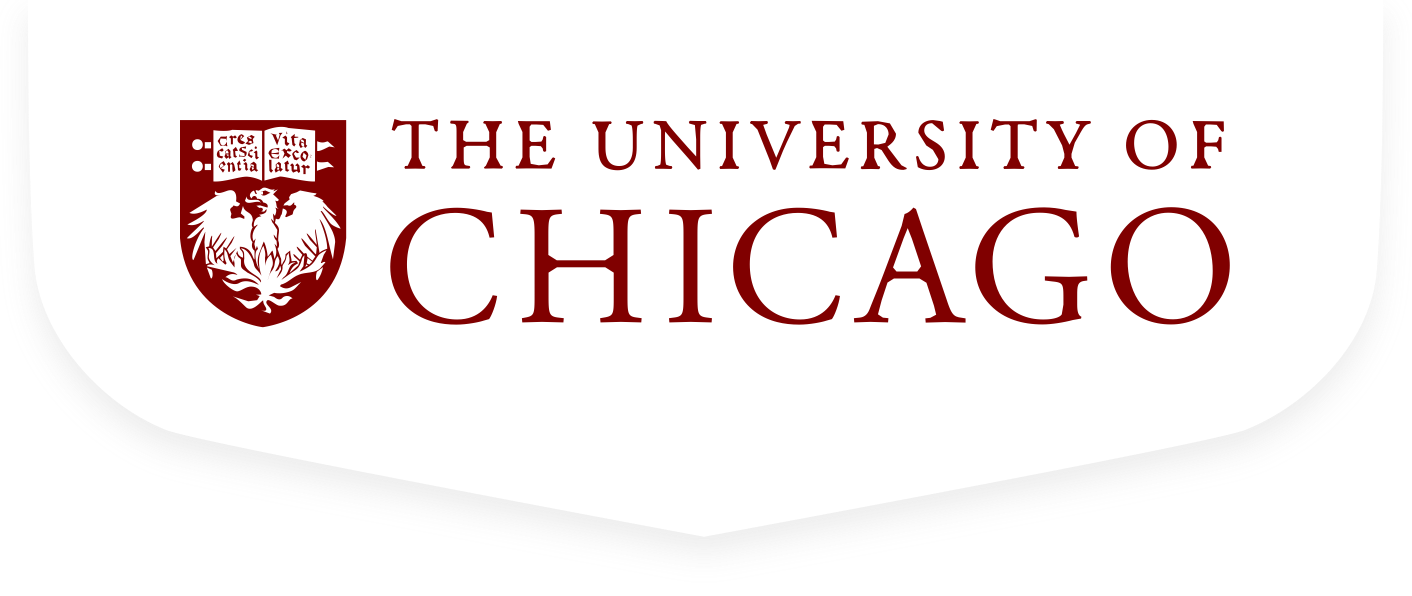 Cres
catSci
entia
Vita
Exco
latur
THE UNIVERSITY OF
CHICAGO